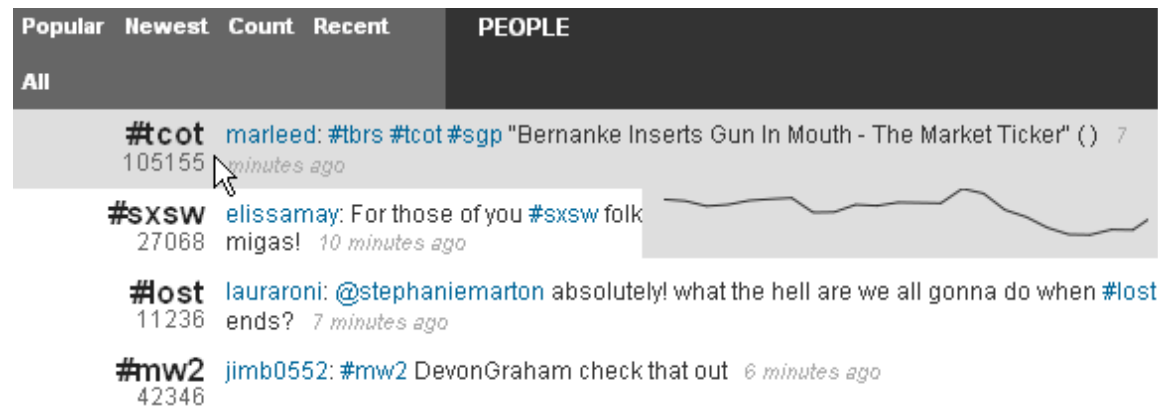 Popular Newest Count Recent PEOPLE
All
#tcot marleed: #tbrs #tcot #sgp "Bernanke Inserts Gun In Mouth - The Market Ticker" () 7
105155 minutes ago
#sxsw elissamay: For those of you #sxsw folk
27068 migas! 10 minutes ago
#lost lauraroni: @stephaniemarton absolutely! what the hell are we all gonna do when #lost
11236 ends? 7 minutes ago
#mw2 jimb0552: #mw2 DevonGraham check that out 6 minutes ago
42346